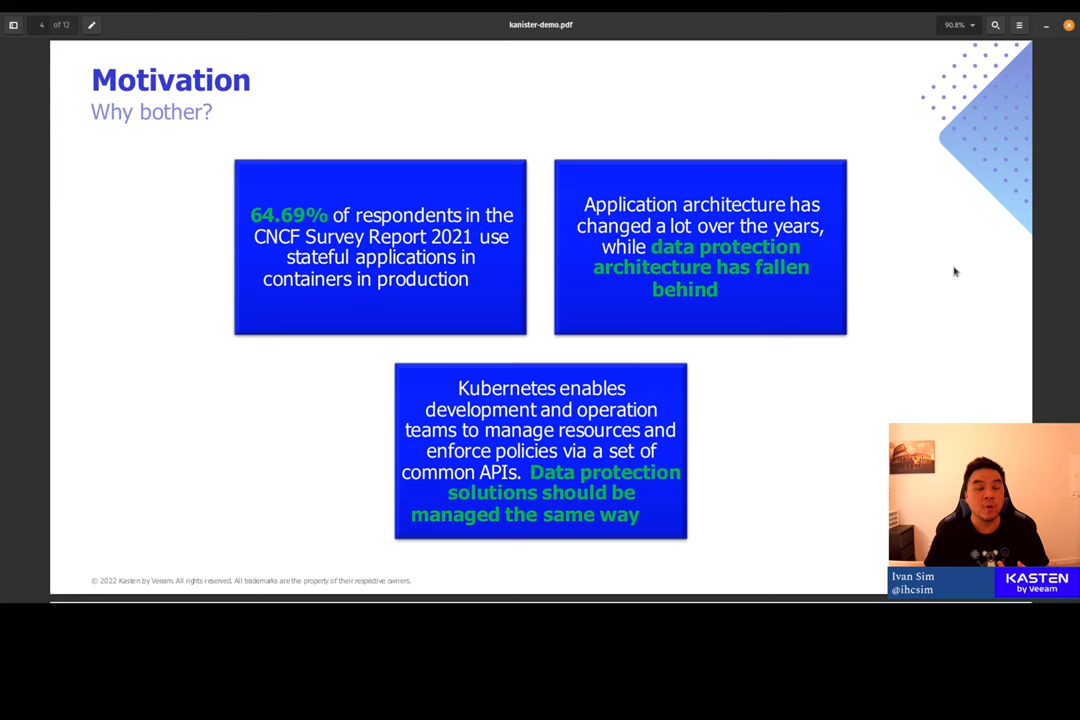 4 of 12
kanister-demo.pdf
90.8%
Motivation
Why bother?
64.69% of respondents in the
CNCF Survey Report 2021 use
stateful applications in
containers in production
Application architecture has
changed a lot over the years,
while data protection
architecture has fallen
behind
Kubernetes enables
development and operation
teams to manage resources and
enforce policies via a set of
common APIs. Data protection
solutions should be
managed the same way
© 2022 Kasten by Veeam. All rights reserved. All trademarks are the property of their respective owners.
Ivan Sim
@ihcsim
KASTEN
by Veeam